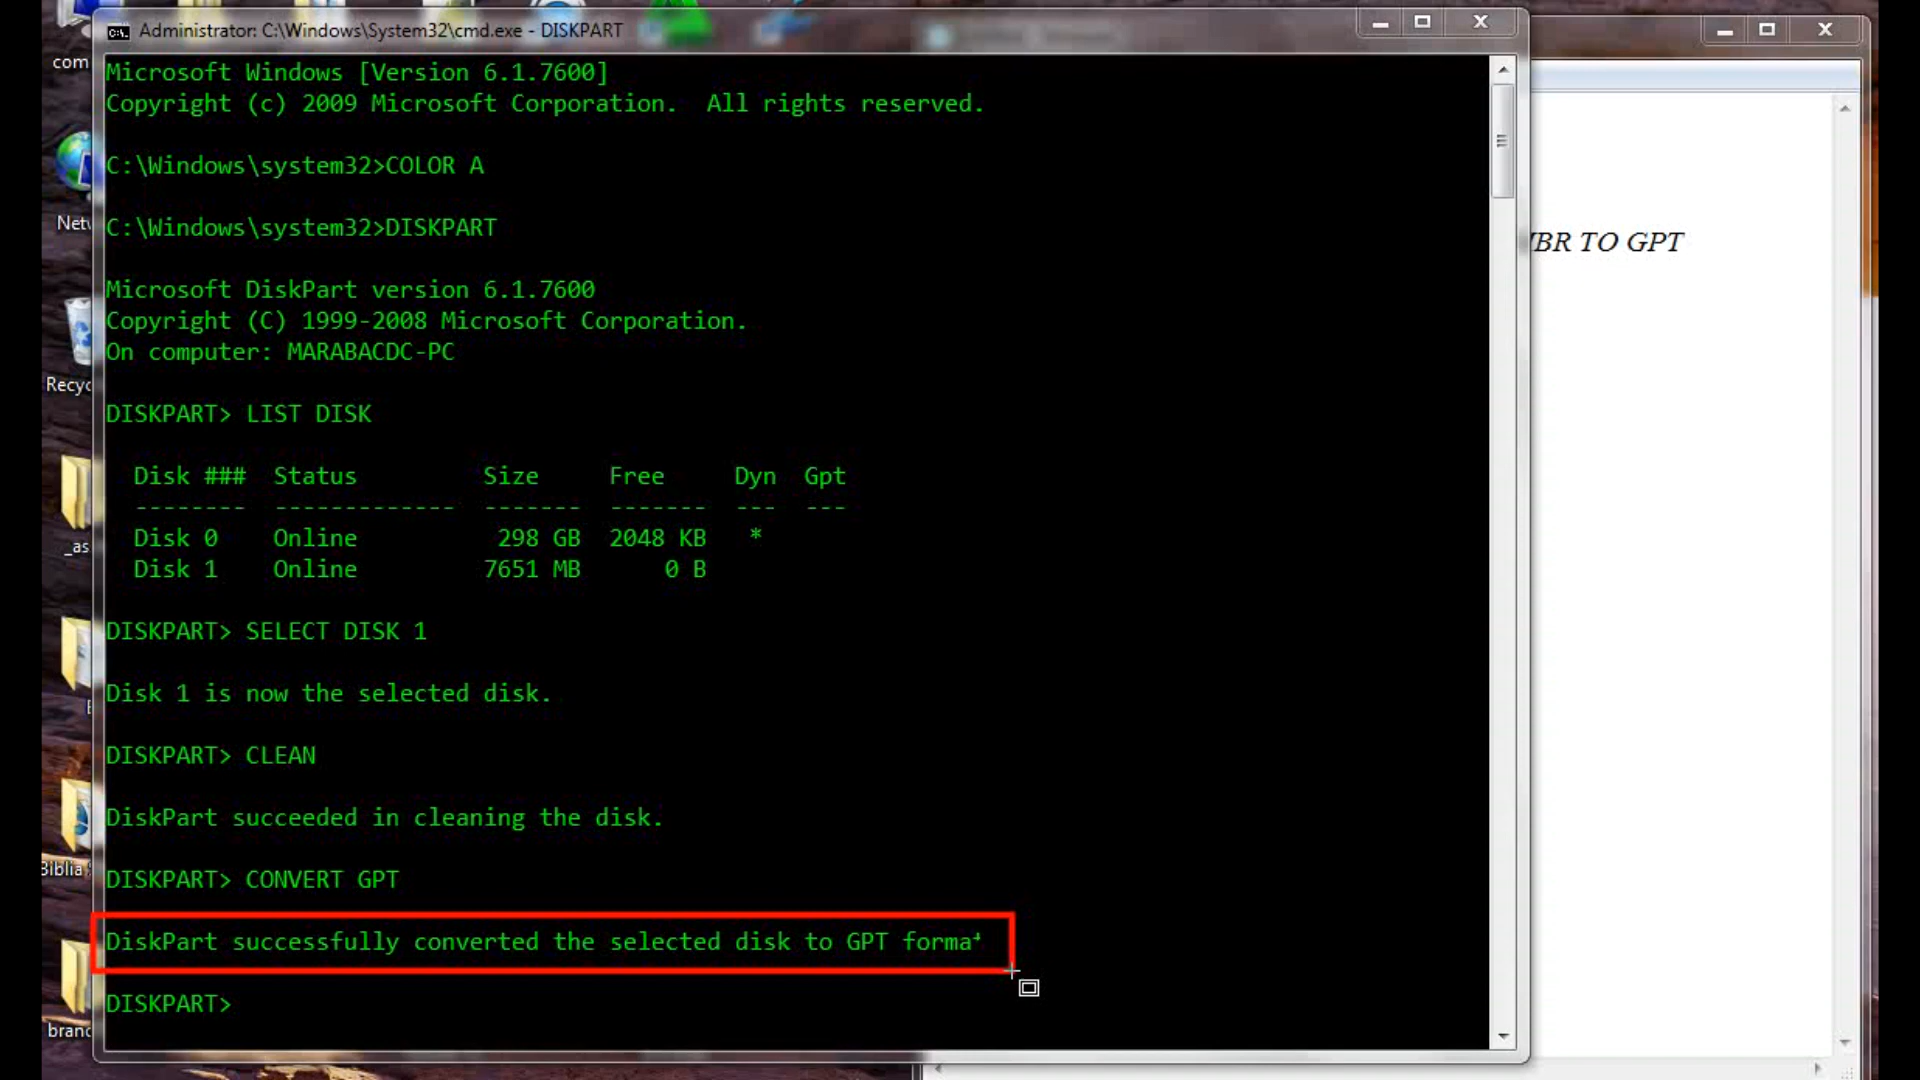 Administrator: C:\Windows\System32\cmd.exe - DISKPART
Microsoft Windows [Version 6.1.7600]
Copyright (c) 2009 Microsoft Corporation.  All rights reserved.
C:\Windows\system32>COLOR A
C:\Windows\system32>DISKPART
Microsoft DiskPart version 6.1.7600
Copyright (C) 1999-2008 Microsoft Corporation.
On computer: MARABACDC-PC
DISKPART> LIST DISK
Disk ###  Status         Size     Free     Dyn  Gpt
--------  -------------  -------  -------  ---  ---
Disk 0    Online          298 GB  2048 KB   *
Disk 1    Online         7651 MB      0 B
DISKPART> SELECT DISK 1
Disk 1 is now the selected disk.
DISKPART> CLEAN
DiskPart succeeded in cleaning the disk.
DISKPART> CONVERT GPT
DiskPart successfully converted the selected disk to GPT format
DISKPART>
BR TO GPT
com
Net
Recyc
_as
Biblia
branc